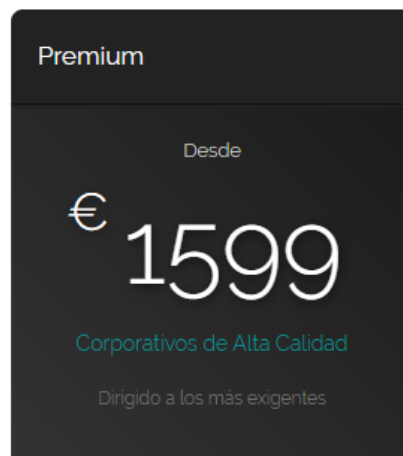 Premium
Desde
€ 1599
Corporativos de Alta Calidad
Dirigido a los más exigentes